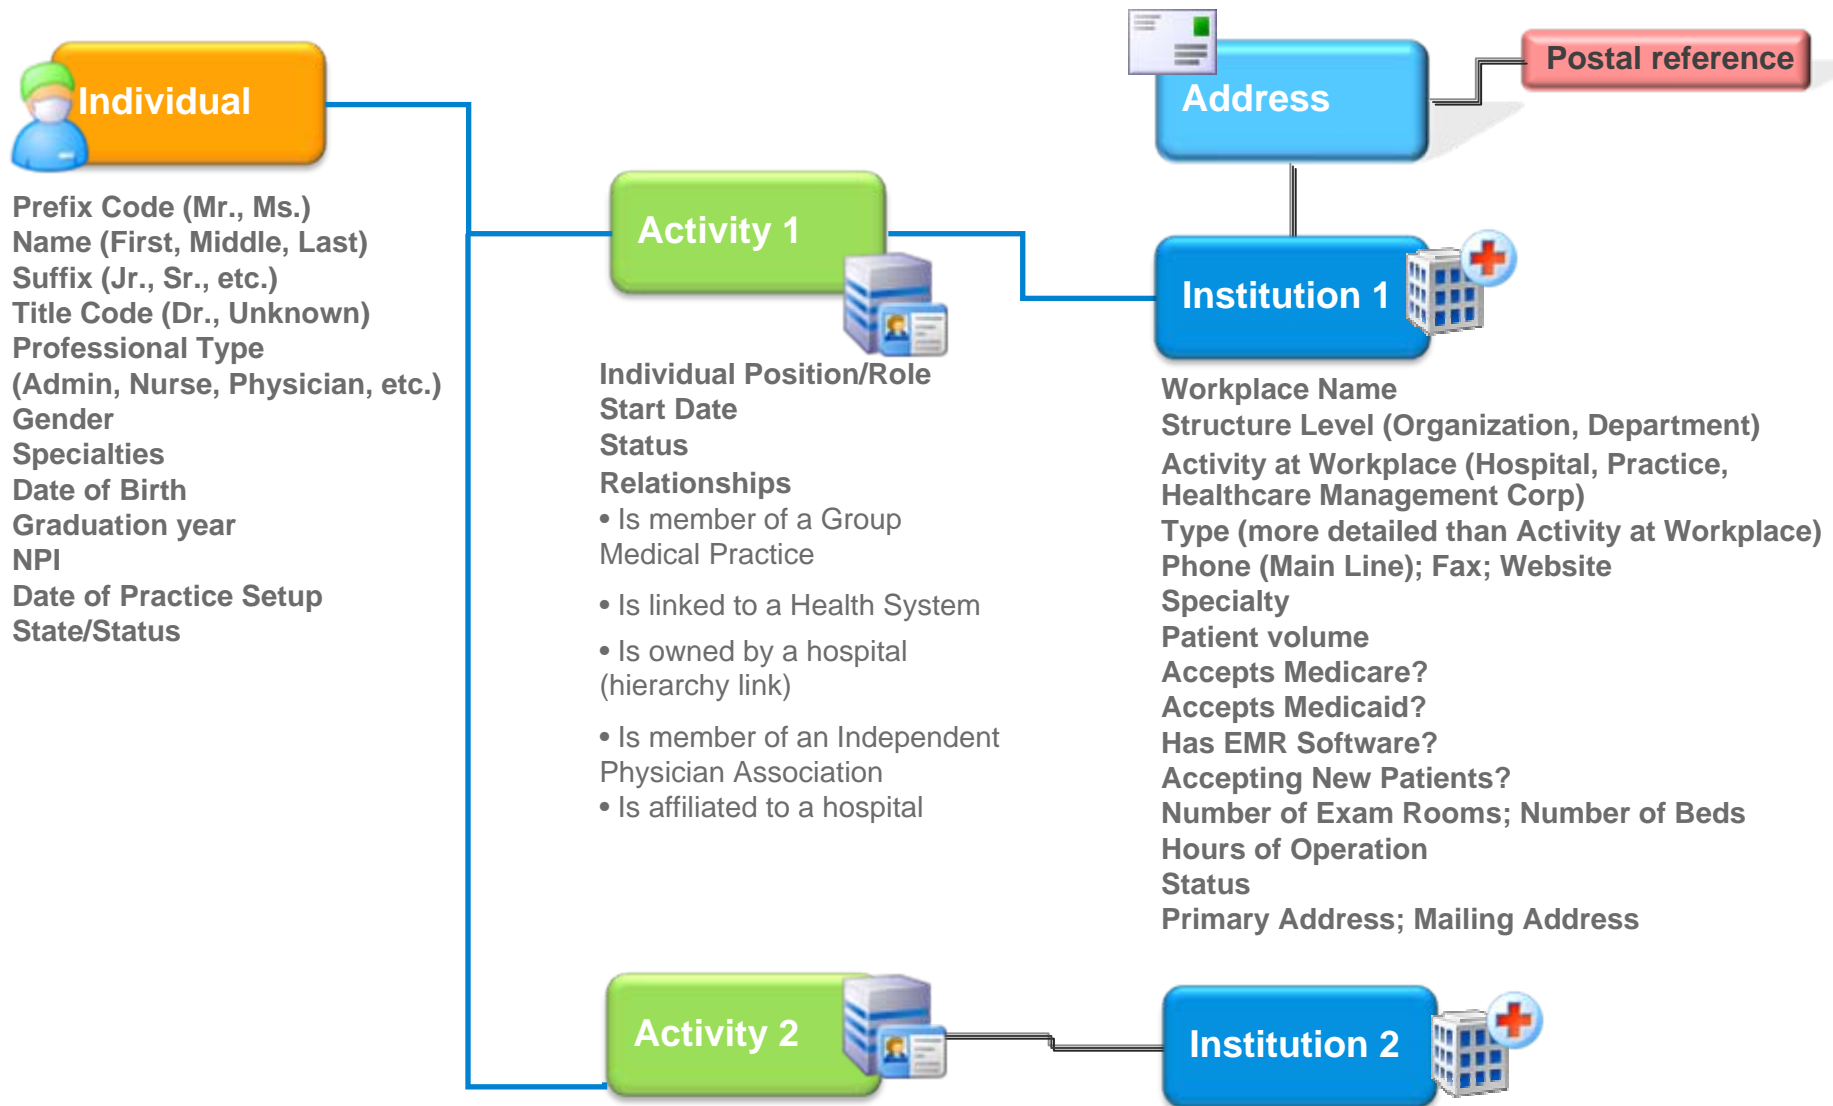 Individual
Prefix Code (Mr., Ms.)
Name (First, Middle, Last)
Suffix (Jr., Sr., etc.)
Title Code (Dr., Unknown)
Professional Type
(Admin, Nurse, Physician, etc.)
Gender
Specialties
Date of Birth
Graduation year
NPI
Date of Practice Setup
State/Status
Activity 1
Individual Position/Role
Start Date
Status
Relationships
• Is member of a Group
Medical Practice
• Is linked to a Health System
• Is owned by a hospital
(hierarchy link)
• Is member of an Independent
Physician Association
• Is affiliated to a hospital
Address
Postal reference
Institution 1
Workplace Name
Structure Level (Organization, Department)
Activity at Workplace (Hospital, Practice,
Healthcare Management Corp)
Type (more detailed than Activity at Workplace)
Phone (Main Line); Fax; Website
Specialty
Patient volume
Accepts Medicare?
Accepts Medicaid?
Has EMR Software?
Accepting New Patients?
Number of Exam Rooms; Number of Beds
Hours of Operation
Status
Primary Address; Mailing Address
Activity 2
Institution 2